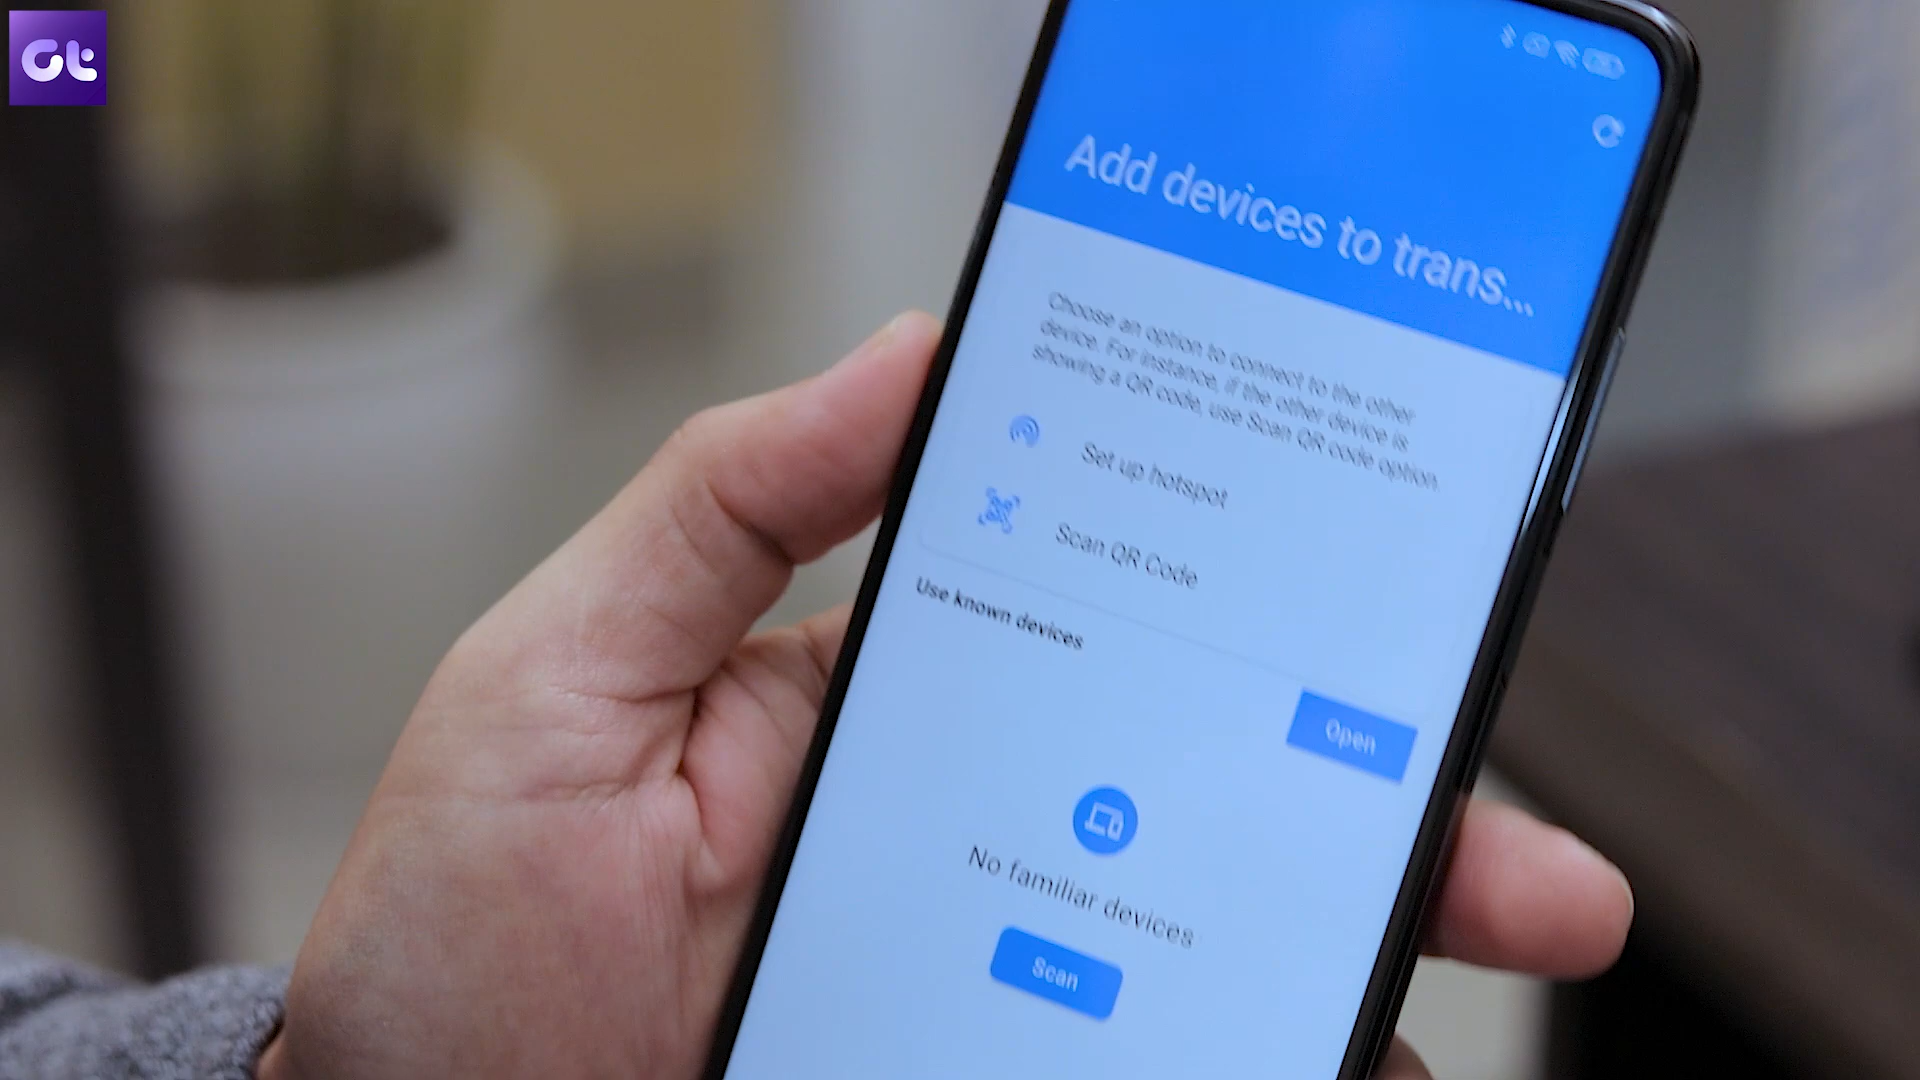 Gt
Add devices to trans...
Choose an option to connect to the other
device. For instance, if the other device is
showing a QR code, use Scan QR code option.
Set up hotspot
Scan QR Code
Use known devices
Open
No familiar devices
Scan